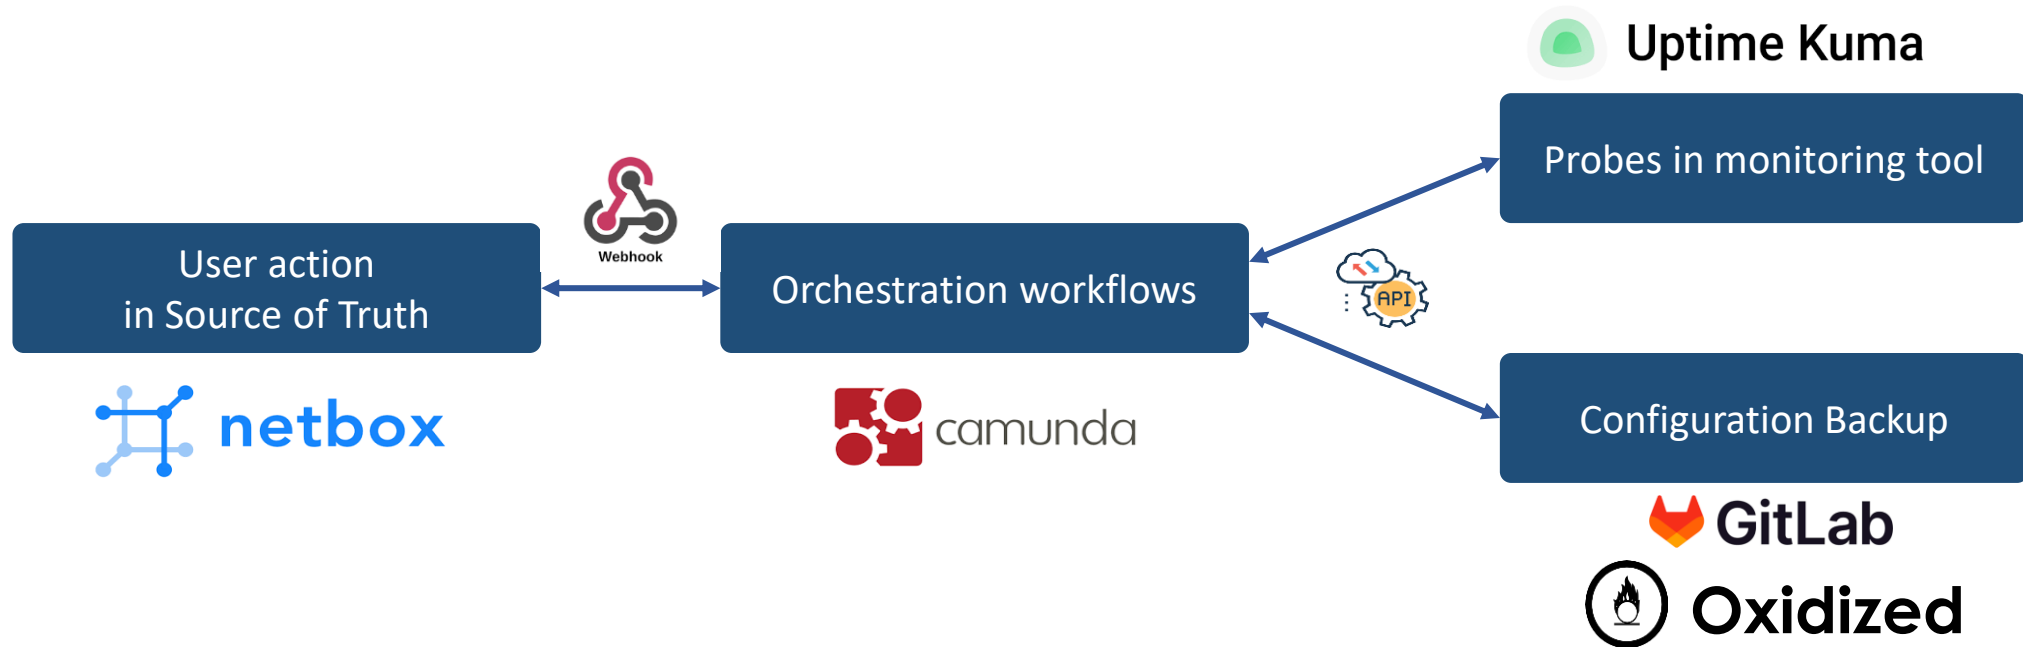 Uptime Kuma
Probes in monitoring tool
Webhook
User action
in Source of Truth
Orchestration workflows
API
netbox
camunda
Configuration Backup
GitLab
Oxidized